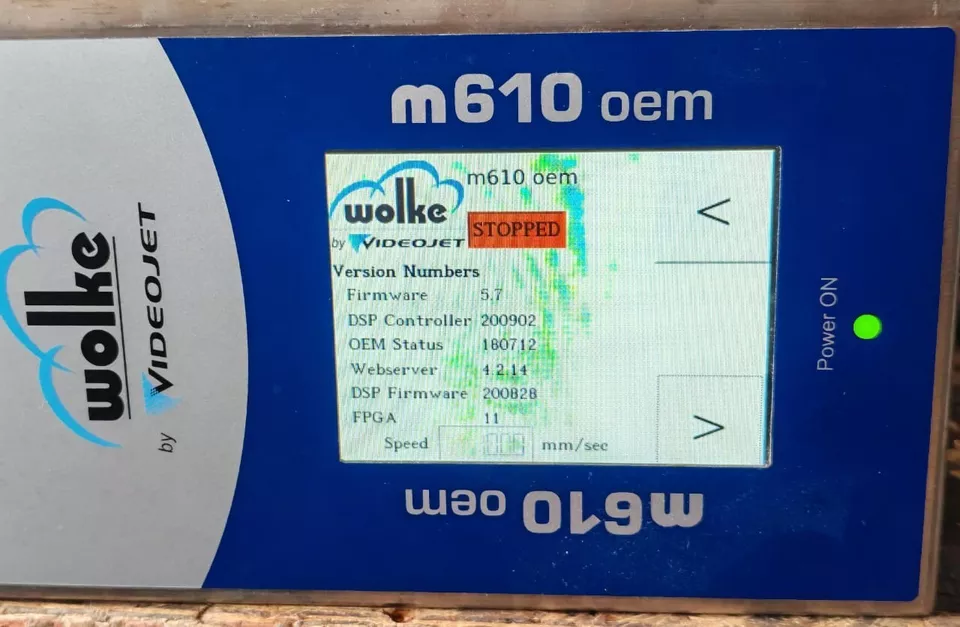 m610 oem
wolke
by VIDEOJET
m610 oem
STOPPED
<
Version Numbers
Firmware 5.7
DSP Controller 200902
OEM Status 180712
Webserver 4.2.14
DSP Firmware 200828
FPGA 11
Speed mm/sec
>
Power ON
wolke
by VIDEOJET
m610 oem